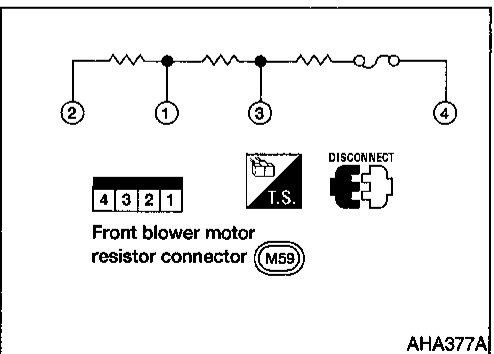 2 1 3 4
DISCONNECT
T.S.
4 3 2 1
Front blower motor
resistor connector M59
AHA377A